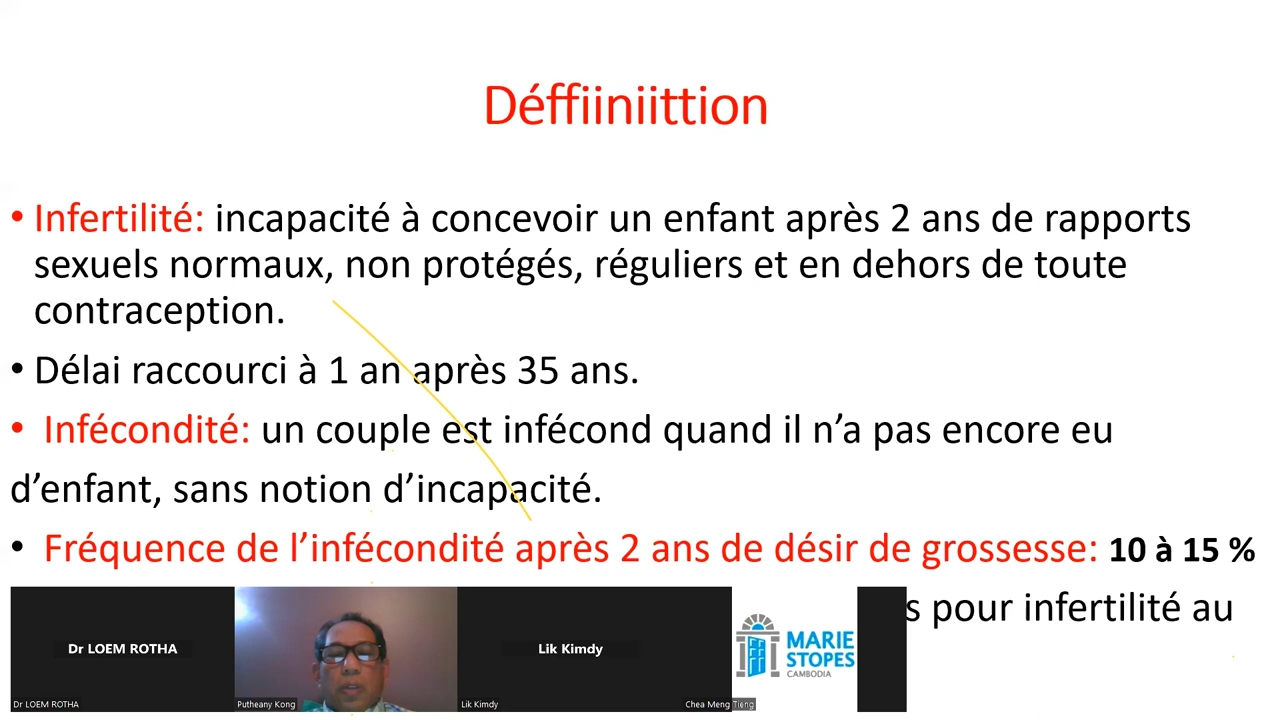 Déffiiniittion
• Infertilité: incapacité à concevoir un enfant après 2 ans de rapports
sexuels normaux, non protégés, réguliers et en dehors de toute
contraception.
• Délai raccourci à 1 an après 35 ans.
• Infécondité: un couple est infécond quand il n’a pas encore eu
d’enfant, sans notion d’incapacité.
• Fréquence de l’infécondité après 2 ans de désir de grossesse: 10 à 15 %
s pour infertilité au
Dr LOEM ROTHA
Lik Kimdy
MARIE
STOPES
CAMBODIA
Dr LOEM ROTHA
Putheany Kong
Lik Kimdy
Chea Meng Tieng